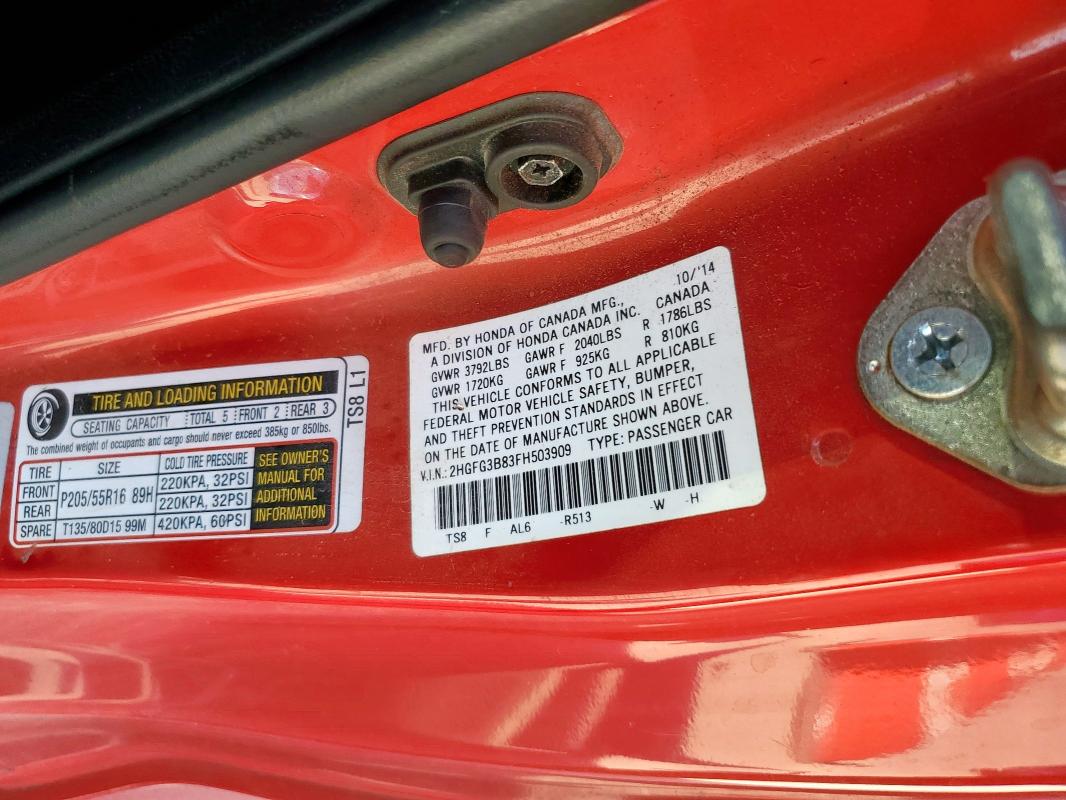 TIRE AND LOADING INFORMATION
SEATING CAPACITY TOTAL 5 FRONT 2 REAR 3
The combined weight of occupants and cargo should never exceed 385kg or 850lbs.
TIRE SIZE COLD TIRE PRESSURE
FRONT P205/55R16 89H 220KPA, 32PSI
REAR 220KPA, 32PSI
SPARE T135/80D15 99M 420KPA, 60PSI
SEE OWNER'S
MANUAL FOR
ADDITIONAL
INFORMATION
TS8 L1
10/'14
MFD. BY HONDA OF CANADA MFG.,
A DIVISION OF HONDA CANADA INC. CANADA
GVWR 3792LBS GAWR F 2040LBS R 1786LBS
GVWR 1720KG GAWR F 925KG R 810KG
THIS VEHICLE CONFORMS TO ALL APPLICABLE
FEDERAL MOTOR VEHICLE SAFETY, BUMPER,
AND THEFT PREVENTION STANDARDS IN EFFECT
ON THE DATE OF MANUFACTURE SHOWN ABOVE.
V.I.N.: 2HGFG3B83FH503909 TYPE: PASSENGER CAR
TS8 F AL6 -R513 -W -H